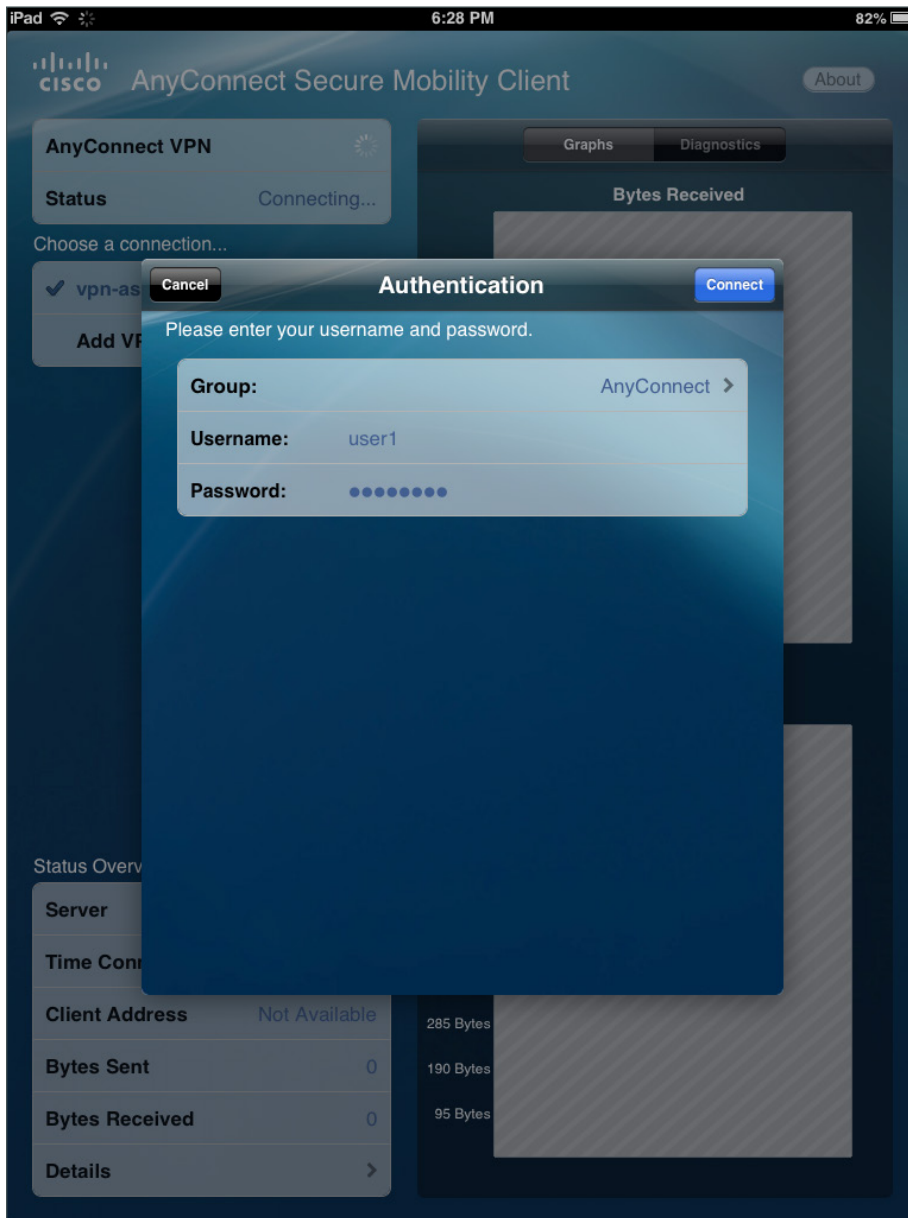 iPad 6:28 PM 82%
CISCO AnyConnect Secure Mobility Client About
AnyConnect VPN
Status Connecting...
Choose a connection...
vpn-as
Add VP
Graphs Diagnostics
Bytes Received
Cancel Authentication Connect
Please enter your username and password.
Group: AnyConnect
Username: user1
Password: ●●●●●●●●
Status Overv
Server
Time Conn
Client Address Not Available
Bytes Sent 0
Bytes Received 0
Details
285 Bytes
190 Bytes
95 Bytes